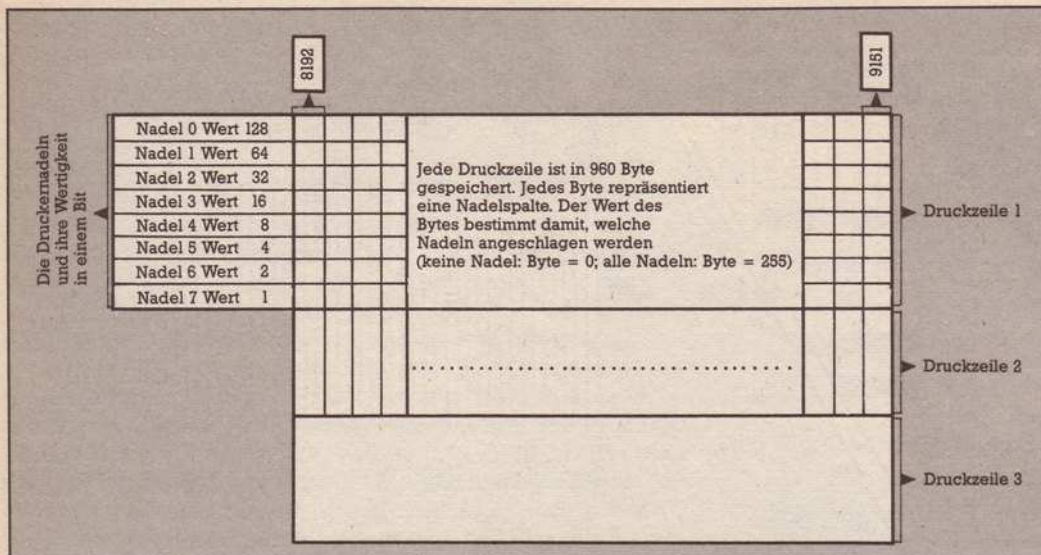 8192
9151
Die Druckernadeln
und ihre Wertigkeit
in einem Bit
Nadel 0 Wert 128
Nadel 1 Wert 64
Nadel 2 Wert 32
Nadel 3 Wert 16
Nadel 4 Wert 8
Nadel 5 Wert 4
Nadel 6 Wert 2
Nadel 7 Wert 1
Jede Druckzeile ist in 960 Byte
gespeichert. Jedes Byte repräsentiert
eine Nadelspalte. Der Wert des
Bytes bestimmt damit, welche
Nadeln angeschlagen werden
(keine Nadel: Byte = 0; alle Nadeln: Byte = 255)
Druckzeile 1
Druckzeile 2
Druckzeile 3